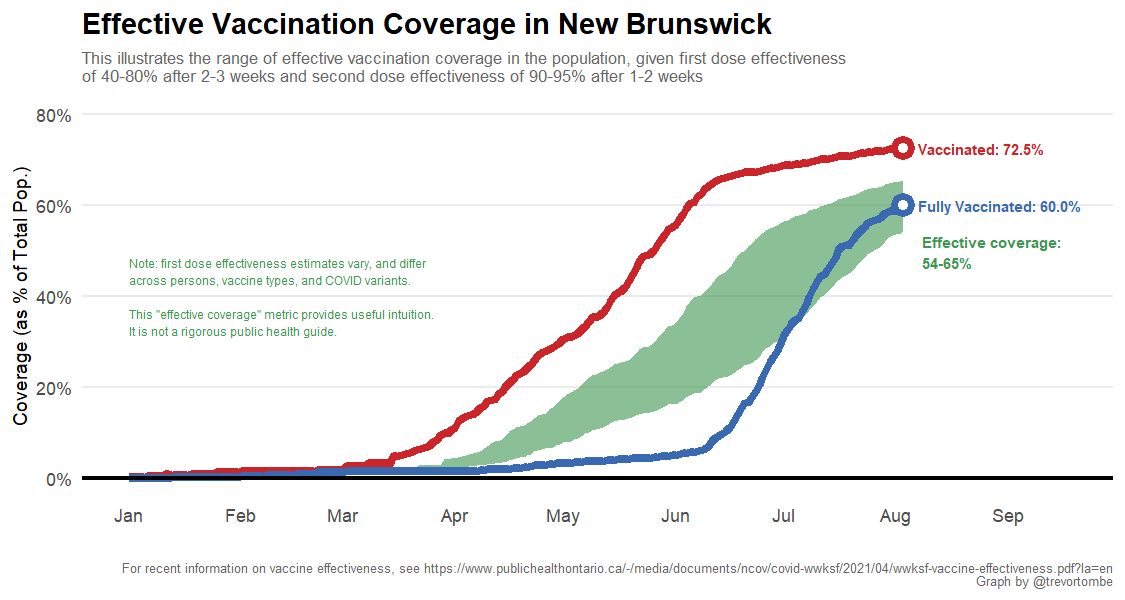 Effective Vaccination Coverage in New Brunswick
This illustrates the range of effective vaccination coverage in the population, given first dose effectiveness
of 40-80% after 2-3 weeks and second dose effectiveness of 90-95% after 1-2 weeks
Coverage (as % of Total Pop.)
80%
60%
40%
20%
0%
Vaccinated: 72.5%
Fully Vaccinated: 60.0%
Effective coverage:
54-65%
Note: first dose effectiveness estimates vary, and differ
across persons, vaccine types, and COVID variants.
This "effective coverage" metric provides useful intuition.
It is not a rigorous public health guide.
Jan Feb Mar Apr May Jun Jul Aug Sep
For recent information on vaccine effectiveness, see https://www.publichealthontario.ca/-/media/documents/ncov/covid-wwksf/2021/04/wwksf-vaccine-effectiveness.pdf?la=en
Graph by @trevortombe